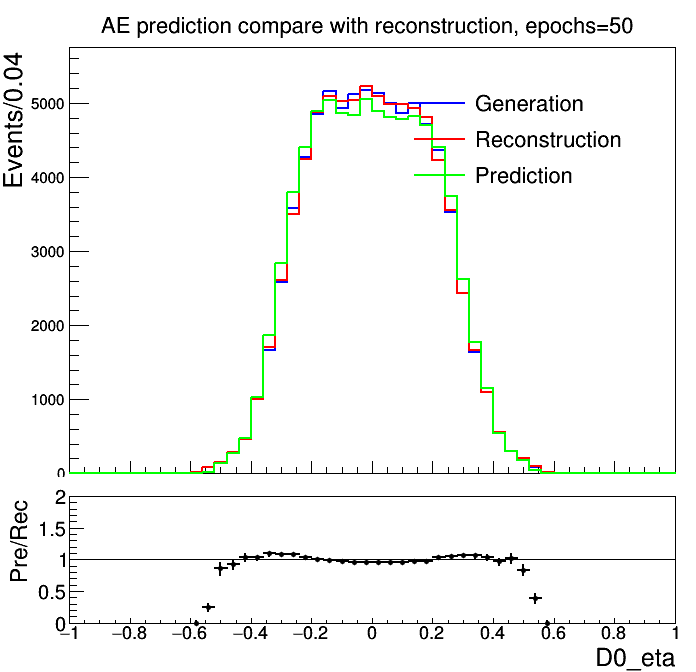 AE prediction compare with reconstruction, epochs=50
Events/0.04
5000
4000
3000
2000
1000
0
Generation
Reconstruction
Prediction
Pre/Rec
2
1.5
1
0.5
0
−1 −0.8 −0.6 −0.4 −0.2 0 0.2 0.4 0.6 0.8 1
D0_eta